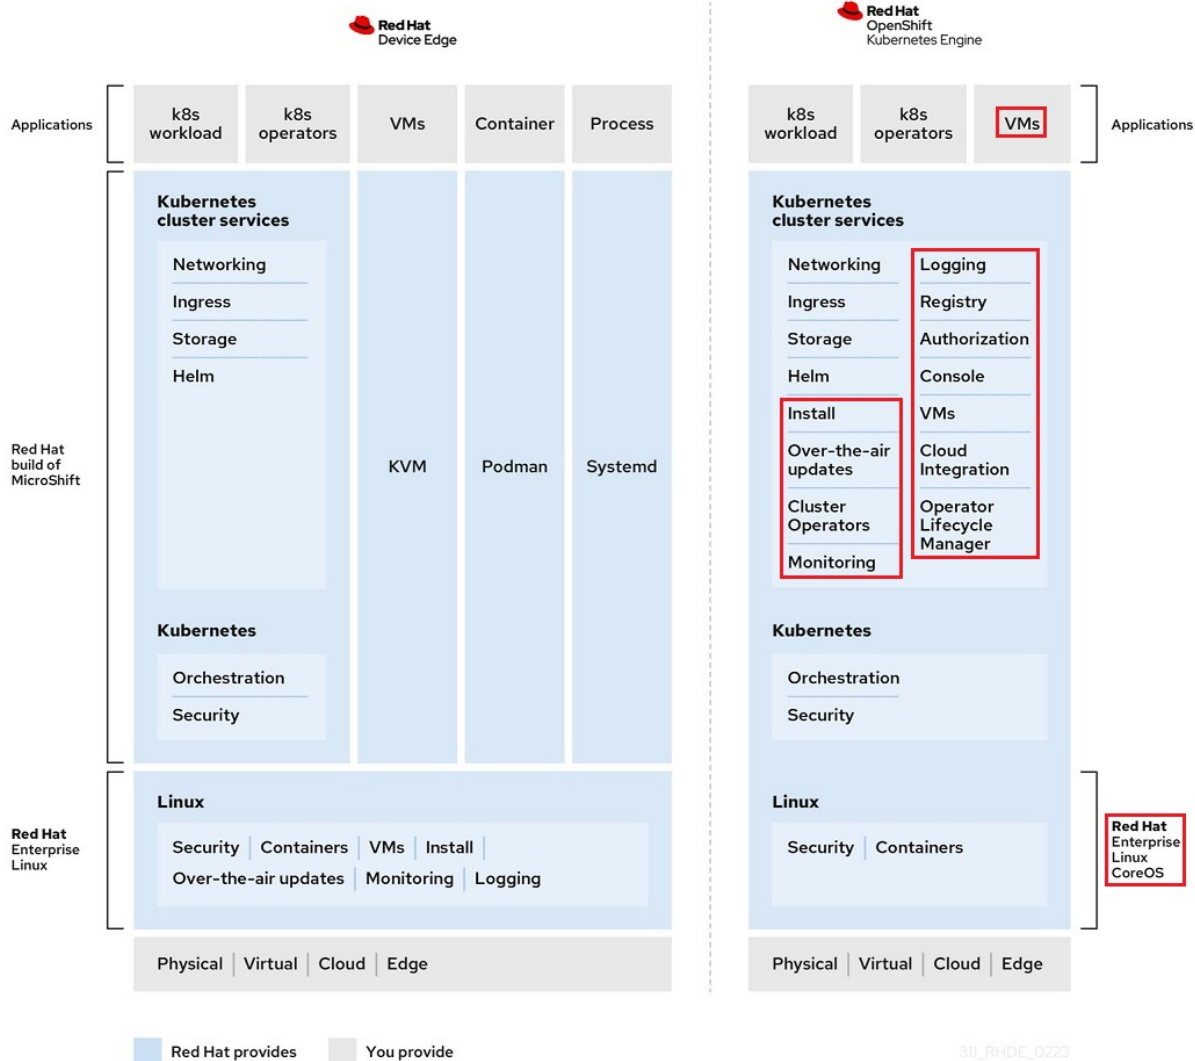 Red Hat
Device Edge
Red Hat
OpenShift
Kubernetes Engine
Applications
k8s
workload
k8s
operators
VMs
Container
Process
k8s
workload
k8s
operators
VMs
Applications
Red Hat
build of
MicroShift
Kubernetes
cluster services
Networking
Ingress
Storage
Helm
KVM
Podman
Systemd
Kubernetes
Orchestration
Security
Kubernetes
cluster services
Networking
Ingress
Storage
Helm
Install
Over-the-air
updates
Cluster
Operators
Monitoring
Logging
Registry
Authorization
Console
VMs
Cloud
Integration
Operator
Lifecycle
Manager
Kubernetes
Orchestration
Security
Red Hat
Enterprise
Linux
Linux
Security Containers VMs Install
Over-the-air updates Monitoring Logging
Linux
Security Containers
Red Hat
Enterprise
Linux
CoreOS
Physical Virtual Cloud Edge
Physical Virtual Cloud Edge
Red Hat provides
You provide
311_RHDE_0223